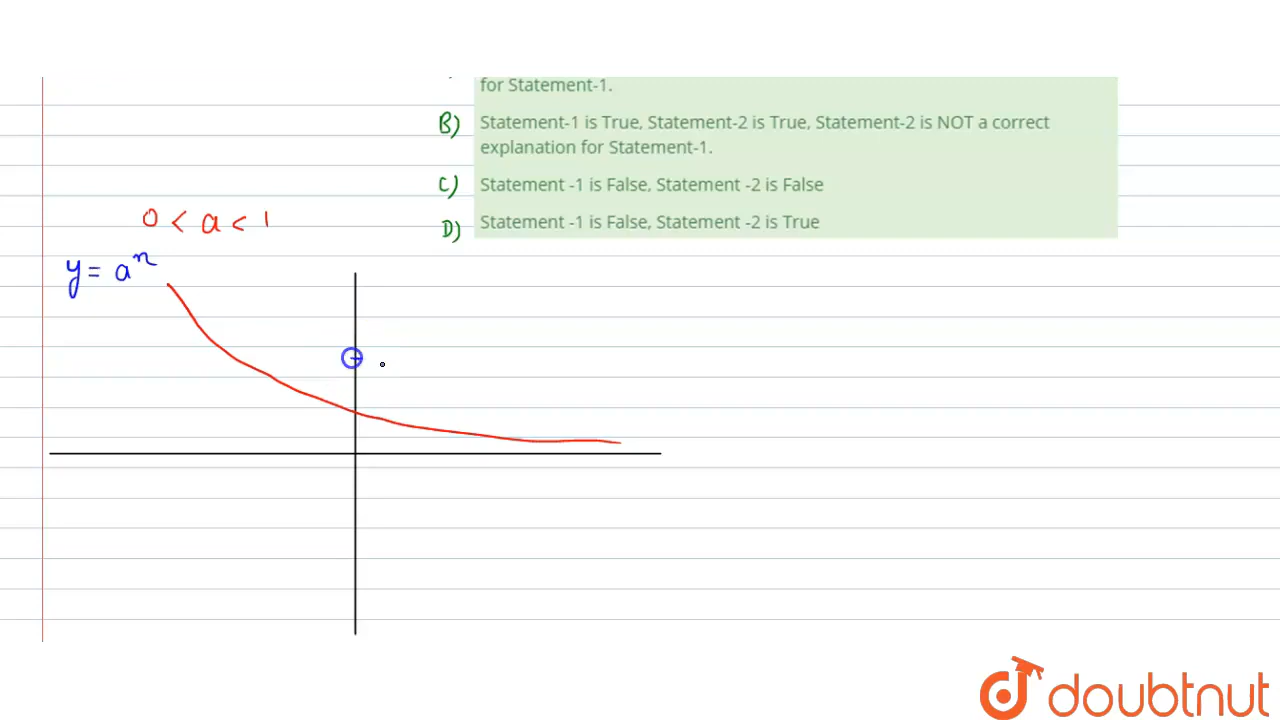 for Statement-1.
B) Statement-1 is True, Statement-2 is True, Statement-2 is NOT a correct
explanation for Statement-1.
C) Statement -1 is False, Statement -2 is False
D) Statement -1 is False, Statement -2 is True
0 < a < 1
y = a^x
doubtnut